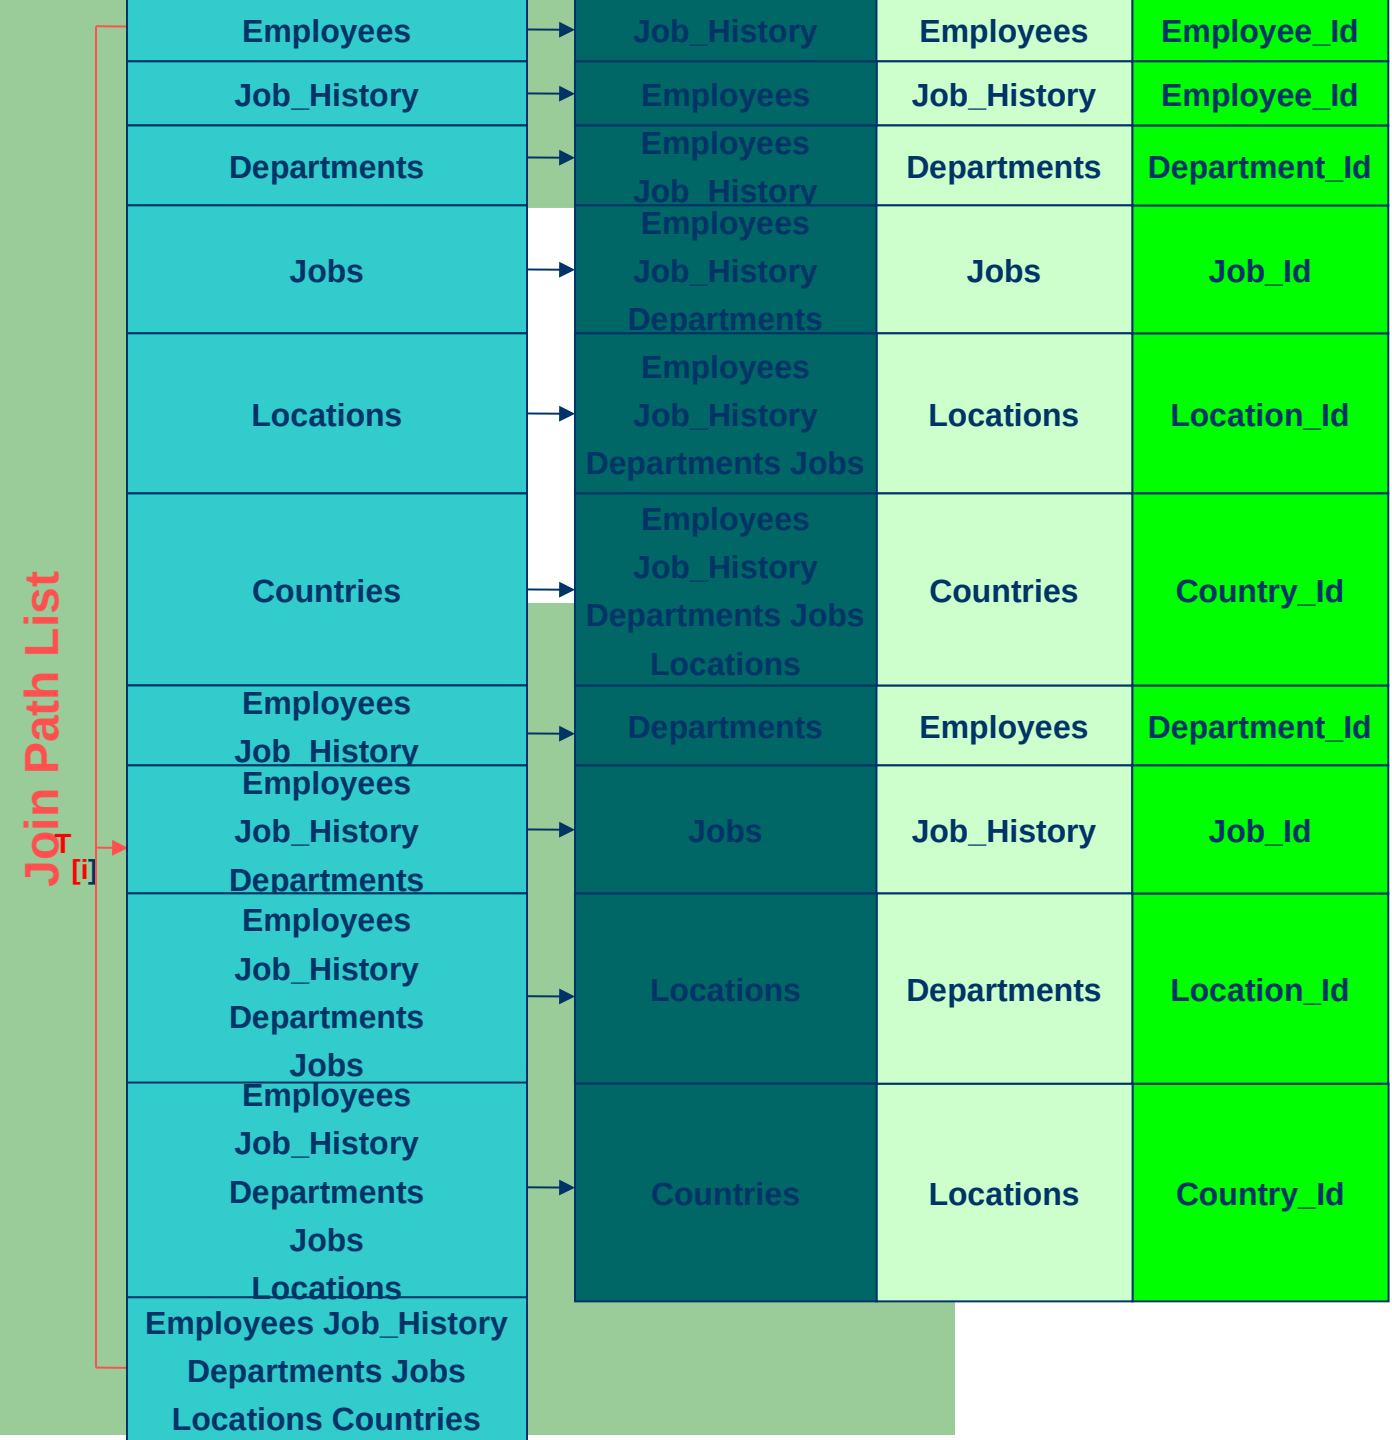 Join Path List
T
[i]
Employees
Job_History
Employees
Employee_Id
Job_History
Employees
Job_History
Employee_Id
Departments
Employees
Job_History
Departments
Department_Id
Jobs
Employees
Job_History
Departments
Jobs
Job_Id
Locations
Employees
Job_History
Departments Jobs
Locations
Location_Id
Countries
Employees
Job_History
Departments Jobs
Locations
Countries
Country_Id
Employees
Job_History
Departments
Employees
Department_Id
Employees
Job_History
Departments
Jobs
Job_History
Job_Id
Employees
Job_History
Departments
Jobs
Locations
Departments
Location_Id
Employees
Job_History
Departments
Jobs
Locations
Countries
Locations
Country_Id
Employees Job_History
Departments Jobs
Locations Countries